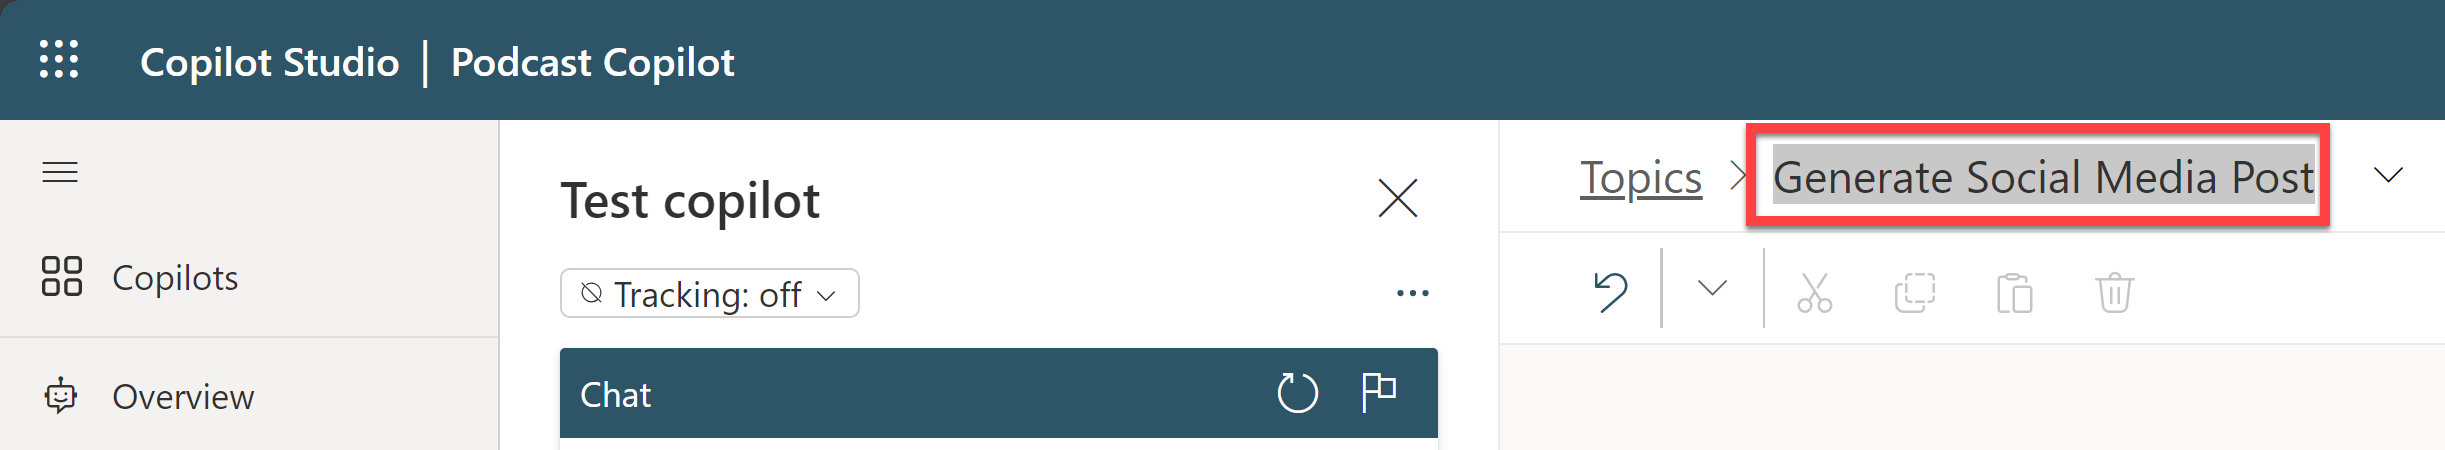 Copilot Studio | Podcast Copilot
Copilots
Overview
Test copilot
Tracking: off
Chat
Topics > Generate Social Media Post